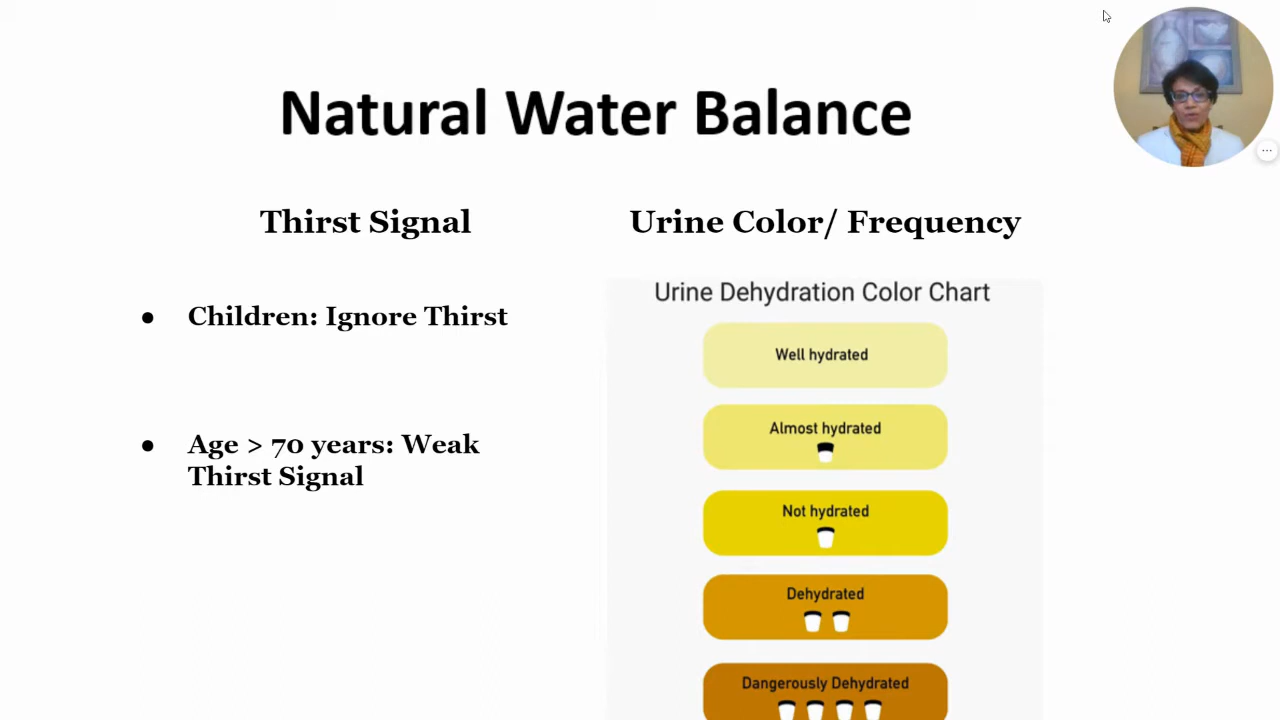 Natural Water Balance
Thirst Signal
● Children: Ignore Thirst
● Age > 70 years: Weak
Thirst Signal
Urine Color/ Frequency
Urine Dehydration Color Chart
Well hydrated
Almost hydrated
Not hydrated
Dehydrated
Dangerously Dehydrated